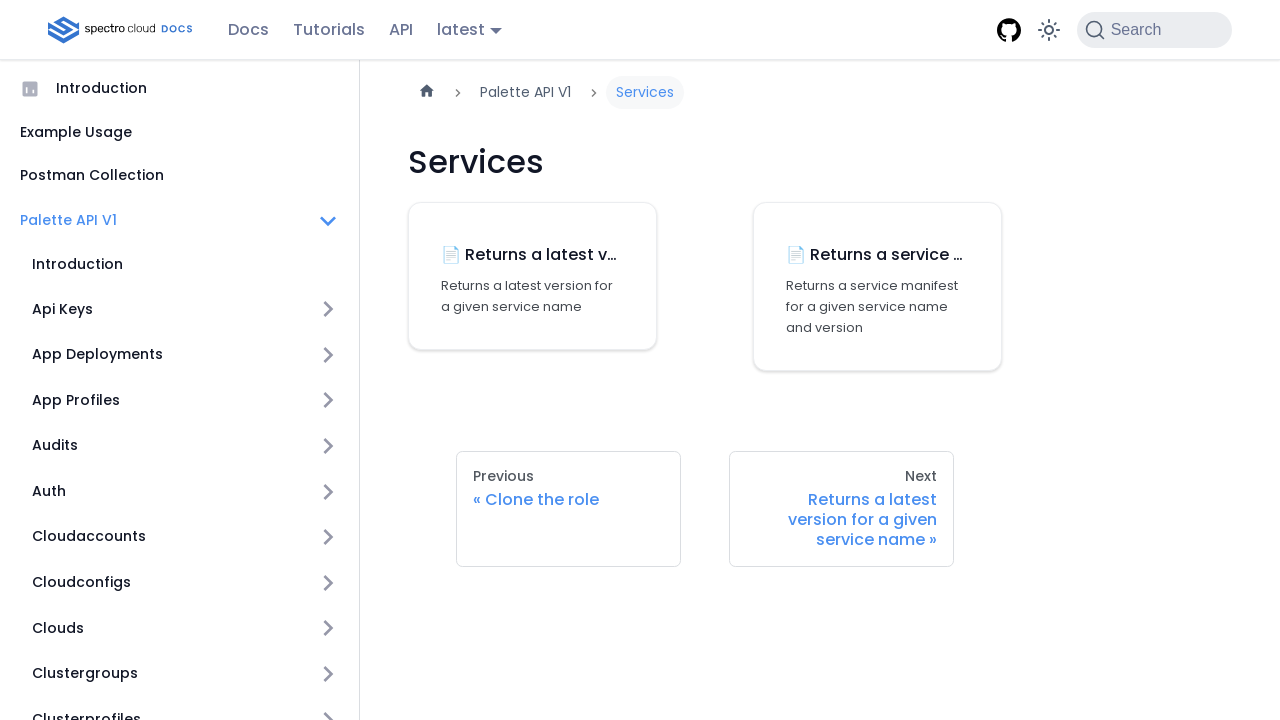 spectro cloud DOCS
Docs
Tutorials
API
latest
Search
Introduction
Example Usage
Postman Collection
Palette API V1
Introduction
Api Keys
App Deployments
App Profiles
Audits
Auth
Cloudaccounts
Cloudconfigs
Clouds
Clustergroups
Clusterprofiles
Palette API V1
Services
Services
Returns a latest v...
Returns a latest version for
a given service name
Returns a service ...
Returns a service manifest
for a given service name
and version
Previous
« Clone the role
Next
Returns a latest
version for a given
service name »